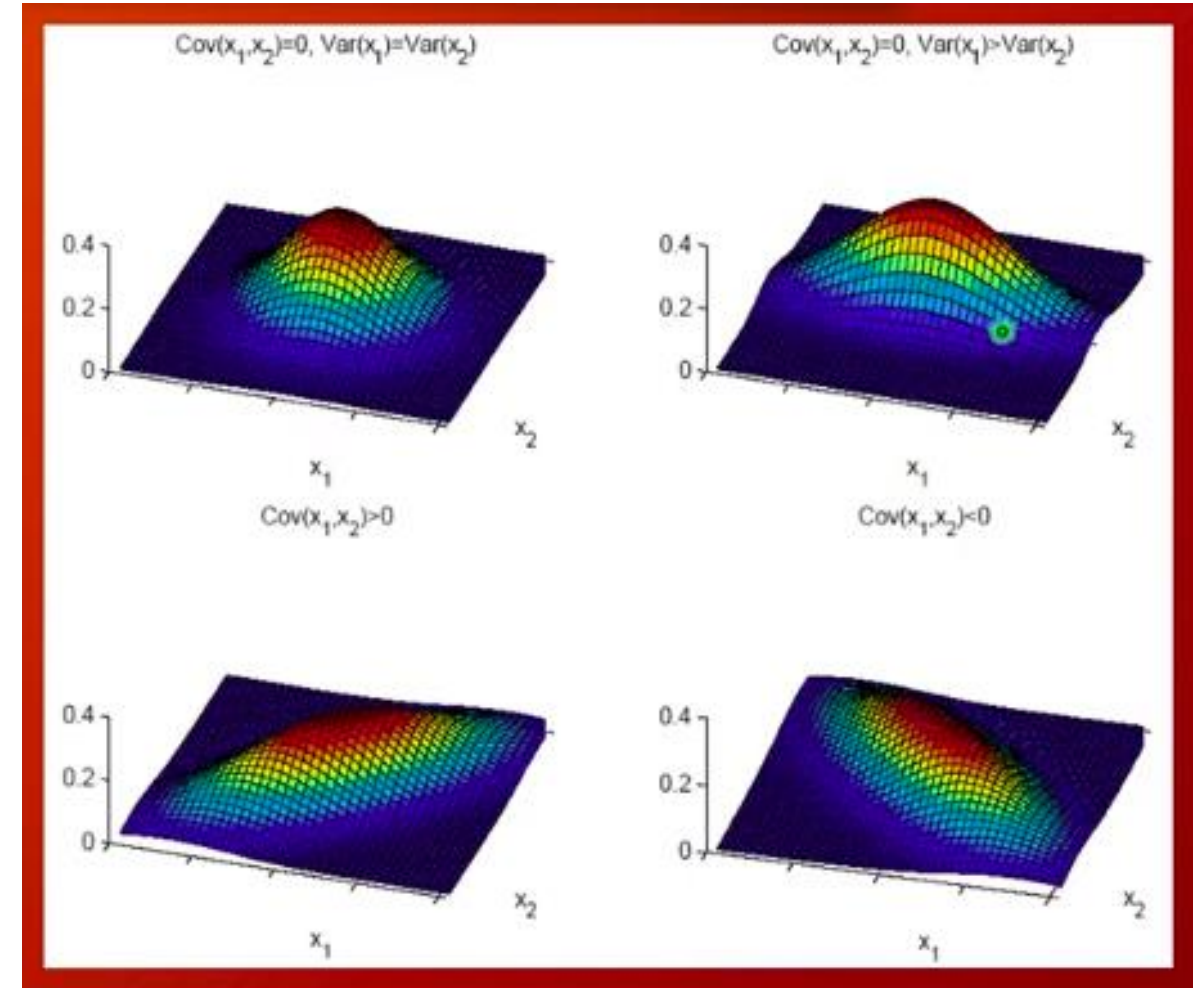 Cov(x₁,x₂)=0, Var(x₁)=Var(x₂)
Cov(x₁,x₂)=0, Var(x₁)>Var(x₂)
0.4
0.2
0
x₁
x₂
0.4
0.2
0
x₁
x₂
Cov(x₁,x₂)>0
Cov(x₁,x₂)<0
0.4
0.2
0
x₁
x₂
0.4
0.2
0
x₁
x₂